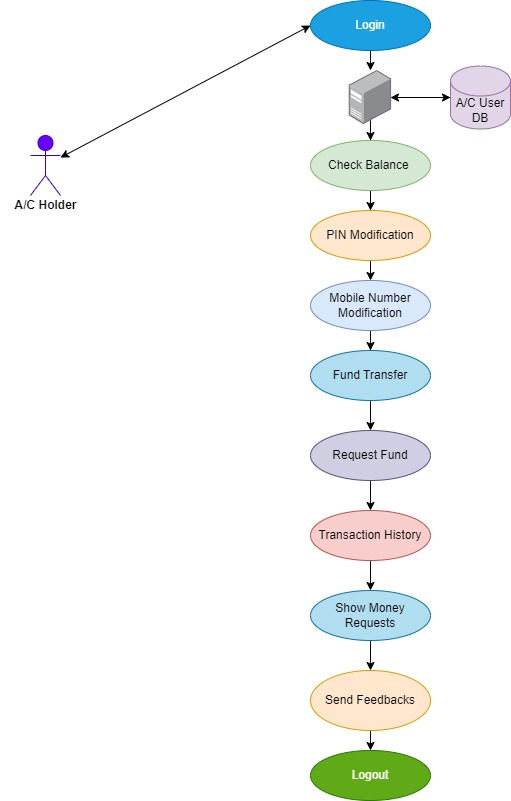 Login
A/C User
DB
A/C Holder
Check Balance
PIN Modification
Mobile Number
Modification
Fund Transfer
Request Fund
Transaction History
Show Money
Requests
Send Feedbacks
Logout